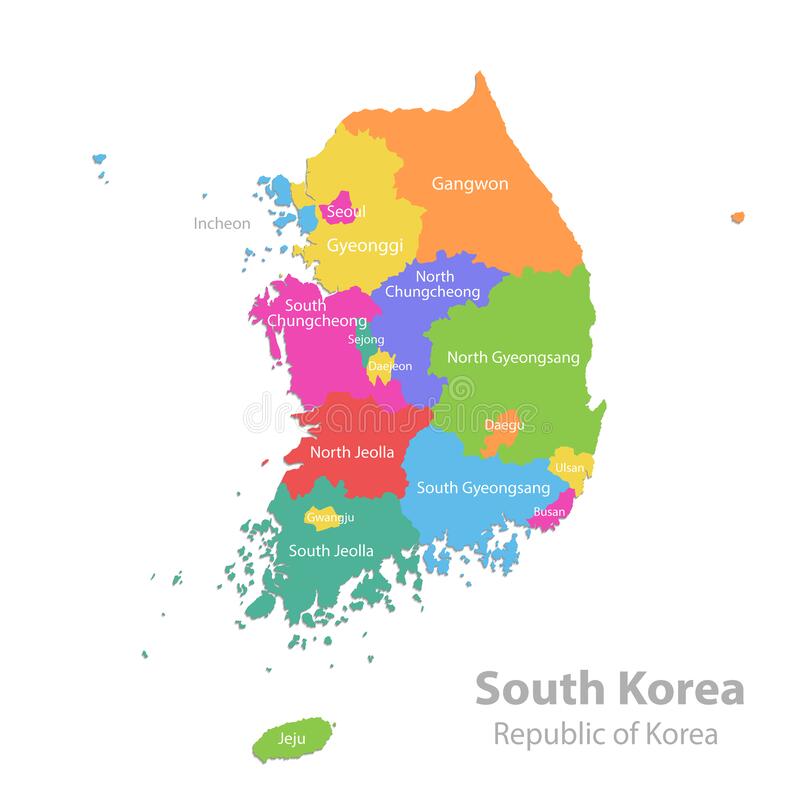 Gangwon
Seoul
Incheon
Gyeonggi
North
Chungcheong
South
Chungcheong
Sejong
North Gyeongsang
Daejeon
dreamstime
Daegu
North Jeolla
Ulsan
South Gyeongsang
Busan
Gwangju
South Jeolla
South Korea
Republic of Korea
Jeju